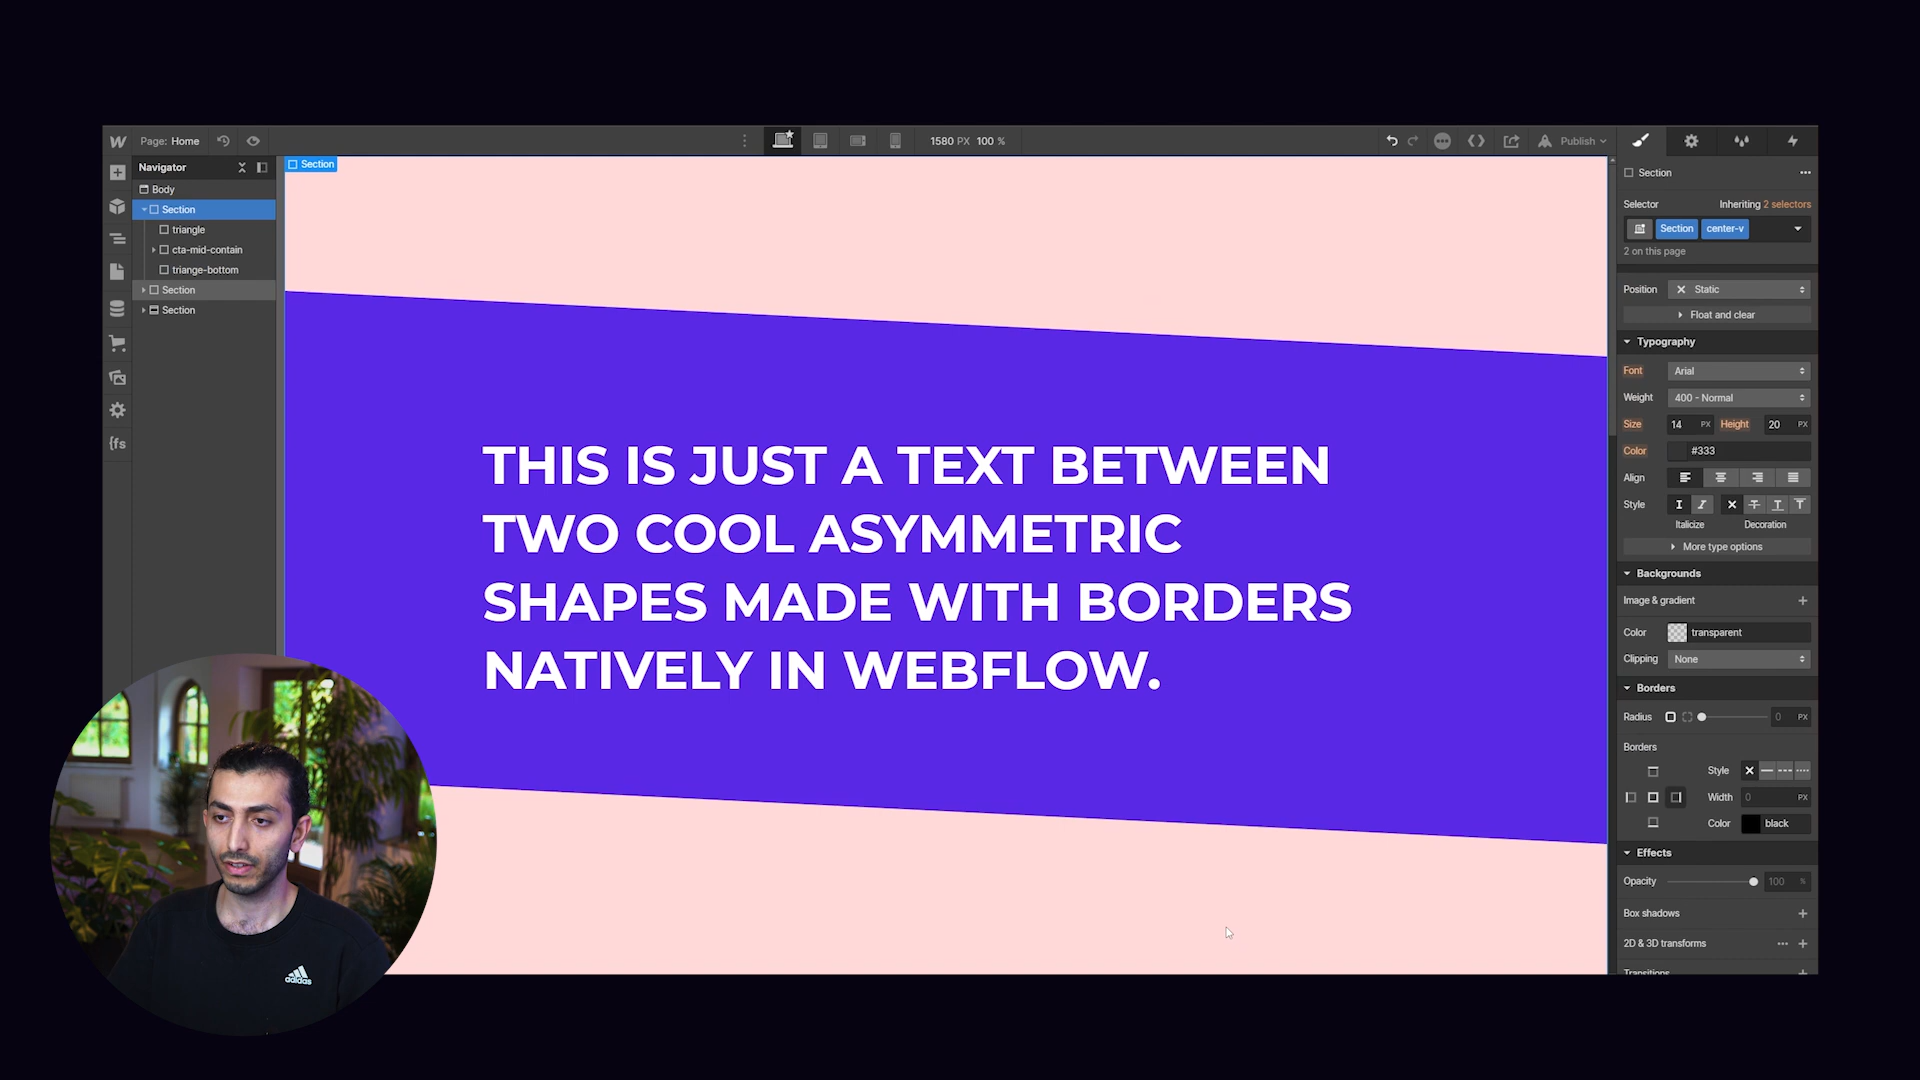 Page: Home
1580 PX 100 %
Publish
Navigator
Body
Section
triangle
cta-mid-contain
triange-bottom
Section
Section
{fs
Section
THIS IS JUST A TEXT BETWEEN
TWO COOL ASYMMETRIC
SHAPES MADE WITH BORDERS
NATIVELY IN WEBFLOW.
adidas
Section
Selector Inheriting 2 selectors
Section center-v
2 on this page
Position Static
Float and clear
Typography
Font Arial
Weight 400 - Normal
Size 14 PX Height 20 PX
Color #333
Align
Style
Italicize Decoration
More type options
Backgrounds
Image & gradient
Color transparent
Clipping None
Borders
Radius 0 PX
Borders
Style
Width 0 PX
Color black
Effects
Opacity 100 %
Box shadows
2D & 3D transforms
Transitions